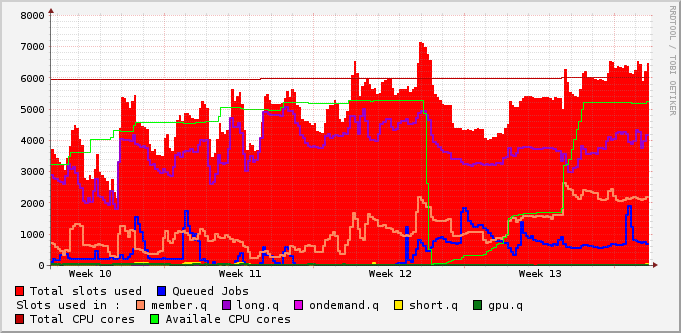 8000
7000
6000
5000
4000
3000
2000
1000
0
Week 10 Week 11 Week 12 Week 13
RRDTOOL / TOBI OETIKER
Total slots used Queued Jobs
Slots used in : member.q long.q ondemand.q short.q gpu.q
Total CPU cores Availale CPU cores